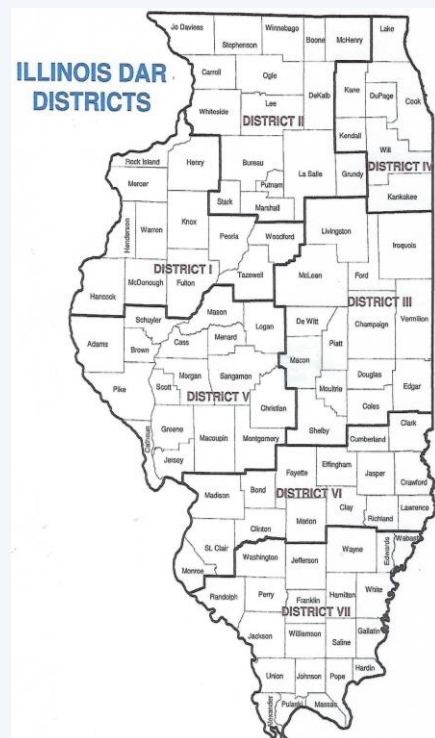 ILLINOIS DAR
DISTRICTS
Jo Daviess
Stephenson
Winnebago
Boone
McHenry
Lake
Carroll
Ogle
DeKalb
Kane
DuPage
Cook
Whiteside
Lee
DISTRICT II
Kendall
Will
DISTRICT IV
Rock Island
Henry
Bureau
Putnam
La Salle
Grundy
Kankakee
Mercer
Stark
Marshall
Henderson
Warren
Knox
Peoria
Woodford
Livingston
Iroquois
DISTRICT I
Tazewell
McLean
Ford
Hancock
McDonough
Fulton
DISTRICT III
Mason
Schuyler
Logan
De Witt
Vermilion
Adams
Brown
Cass
Menard
Piatt
Champaign
Macon
Pike
Scott
Morgan
Sangamon
Douglas
Edgar
DISTRICT V
Moultrie
Coles
Christian
Calhoun
Greene
Macoupin
Montgomery
Shelby
Cumberland
Clark
Jersey
Fayette
Effingham
Jasper
Crawford
Madison
Bond
DISTRICT VI
Clinton
Marion
Clay
Richland
Lawrence
St. Clair
Monroe
Washington
Jefferson
Wayne
Edwards
Wabash
Randolph
Perry
Franklin
Hamilton
White
DISTRICT VII
Jackson
Williamson
Saline
Gallatin
Union
Johnson
Pope
Hardin
Alexander
Pulaski
Massac